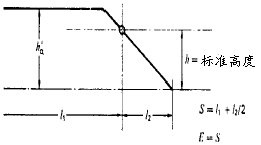 h = 标准高度
l₁
l₂
S = l₁ + l₂/2
E = S